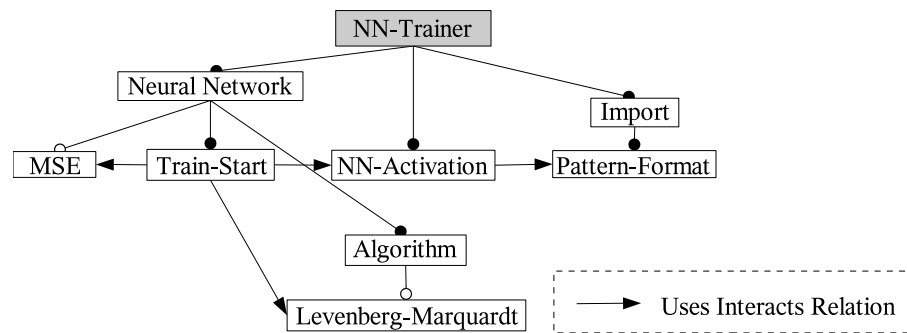 NN-Trainer
Neural Network
Import
MSE
Train-Start
NN-Activation
Pattern-Format
Algorithm
Levenberg-Marquardt
Uses Interacts Relation